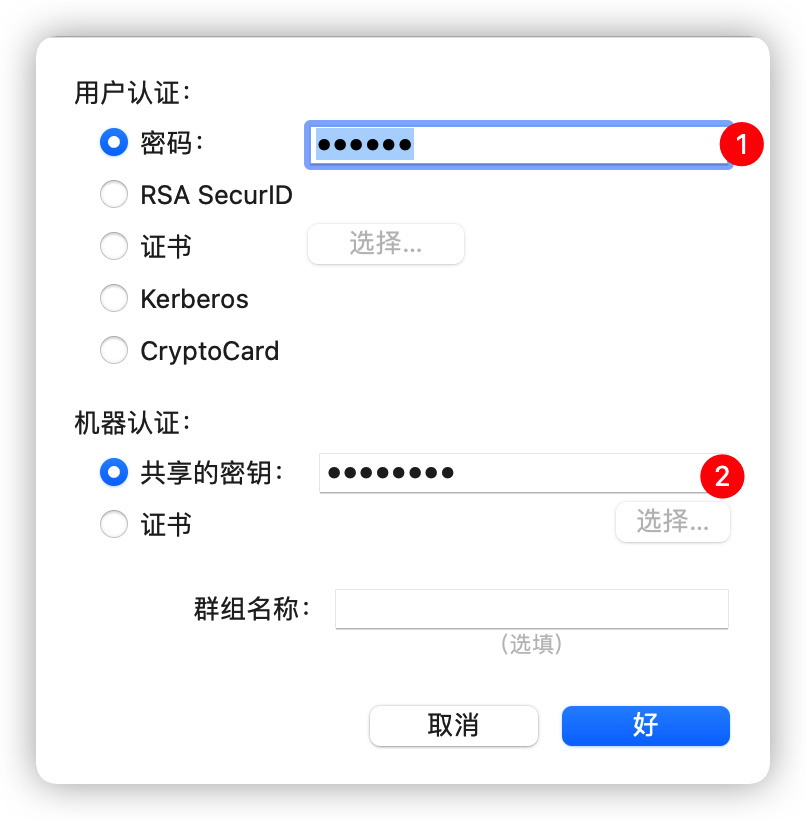 用户认证：
密码： •••••• 1
RSA SecurID
证书 选择...
Kerberos
CryptoCard
机器认证：
共享的密钥： •••••••• 2
证书 选择...
群组名称：
(选填)
取消 好